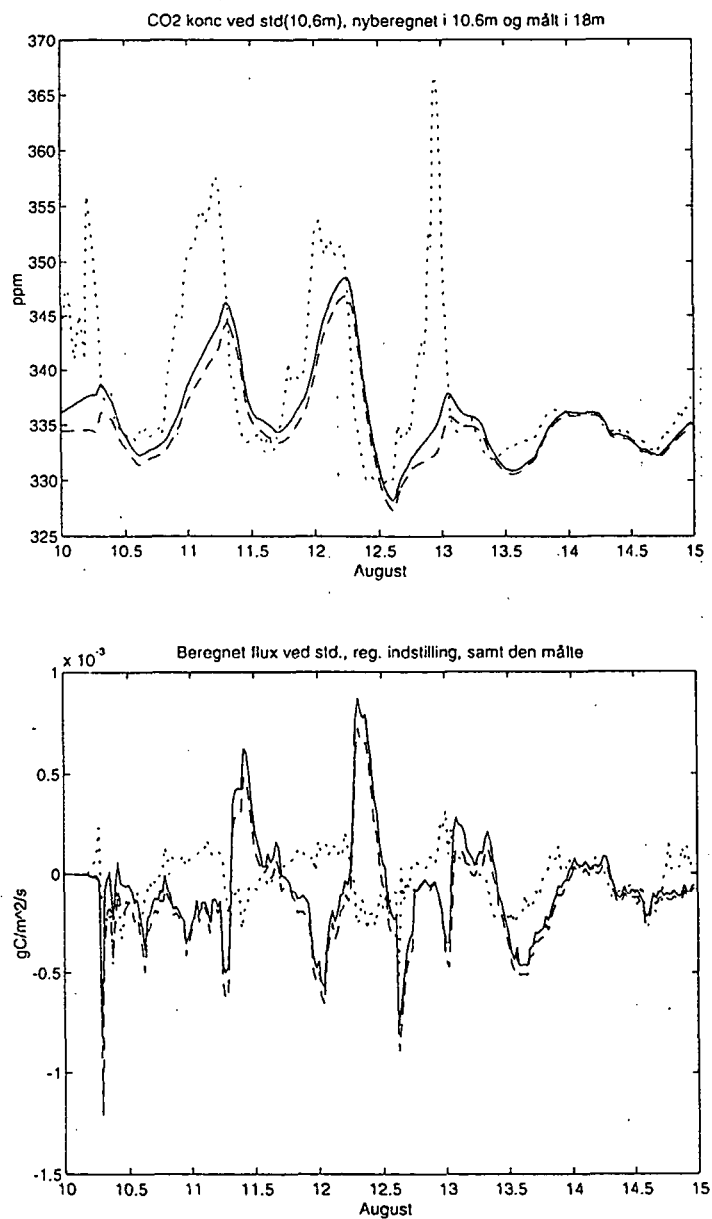 CO2 konc ved std(10,6m), nyberegnet i 10.6m og målt i 18m
370
365
360
355
350
345
340
335
330
325
ppm
10 10.5 11 11.5 12 12.5 13 13.5 14 14.5 15
August
Beregnet flux ved std., reg. indstilling, samt den målte
x 10^-3
1
0.5
0
-0.5
-1
-1.5
gC/m^2/s
10 10.5 11 11.5 12 12.5 13 13.5 14 14.5 15
August